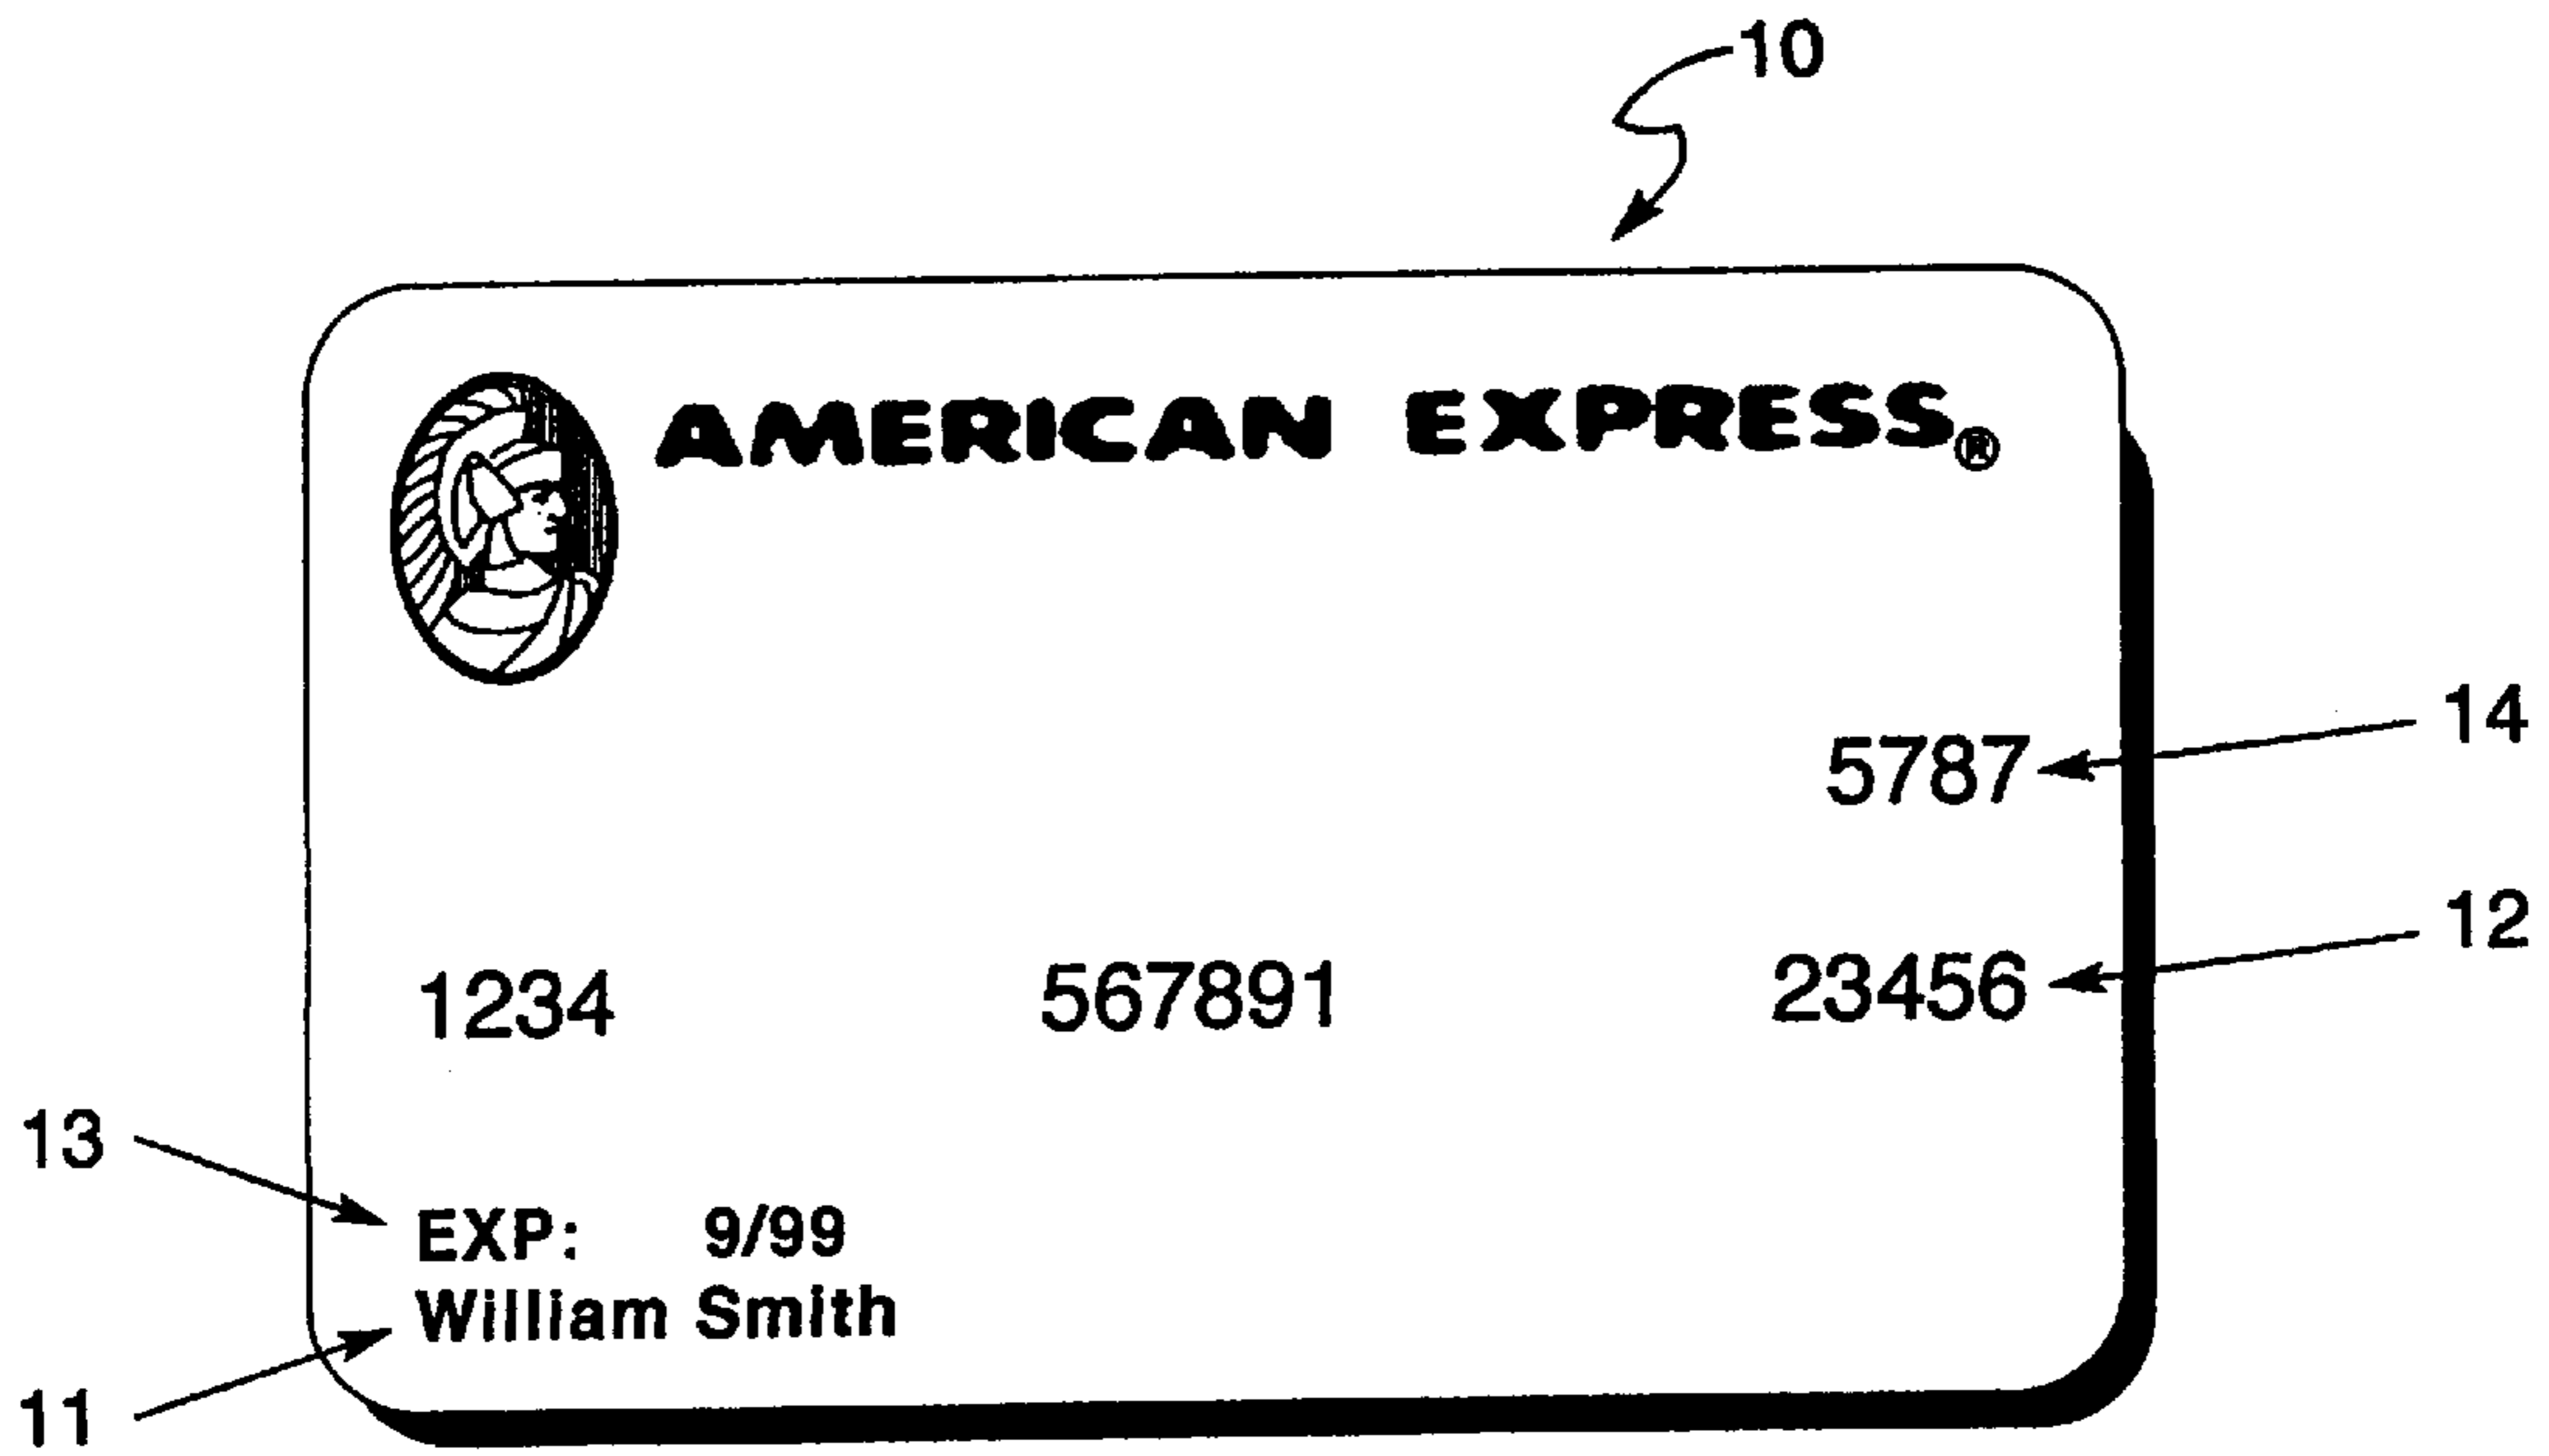 10
AMERICAN EXPRESS®
5787
14
1234 567891 23456
12
13
EXP: 9/99
William Smith
11